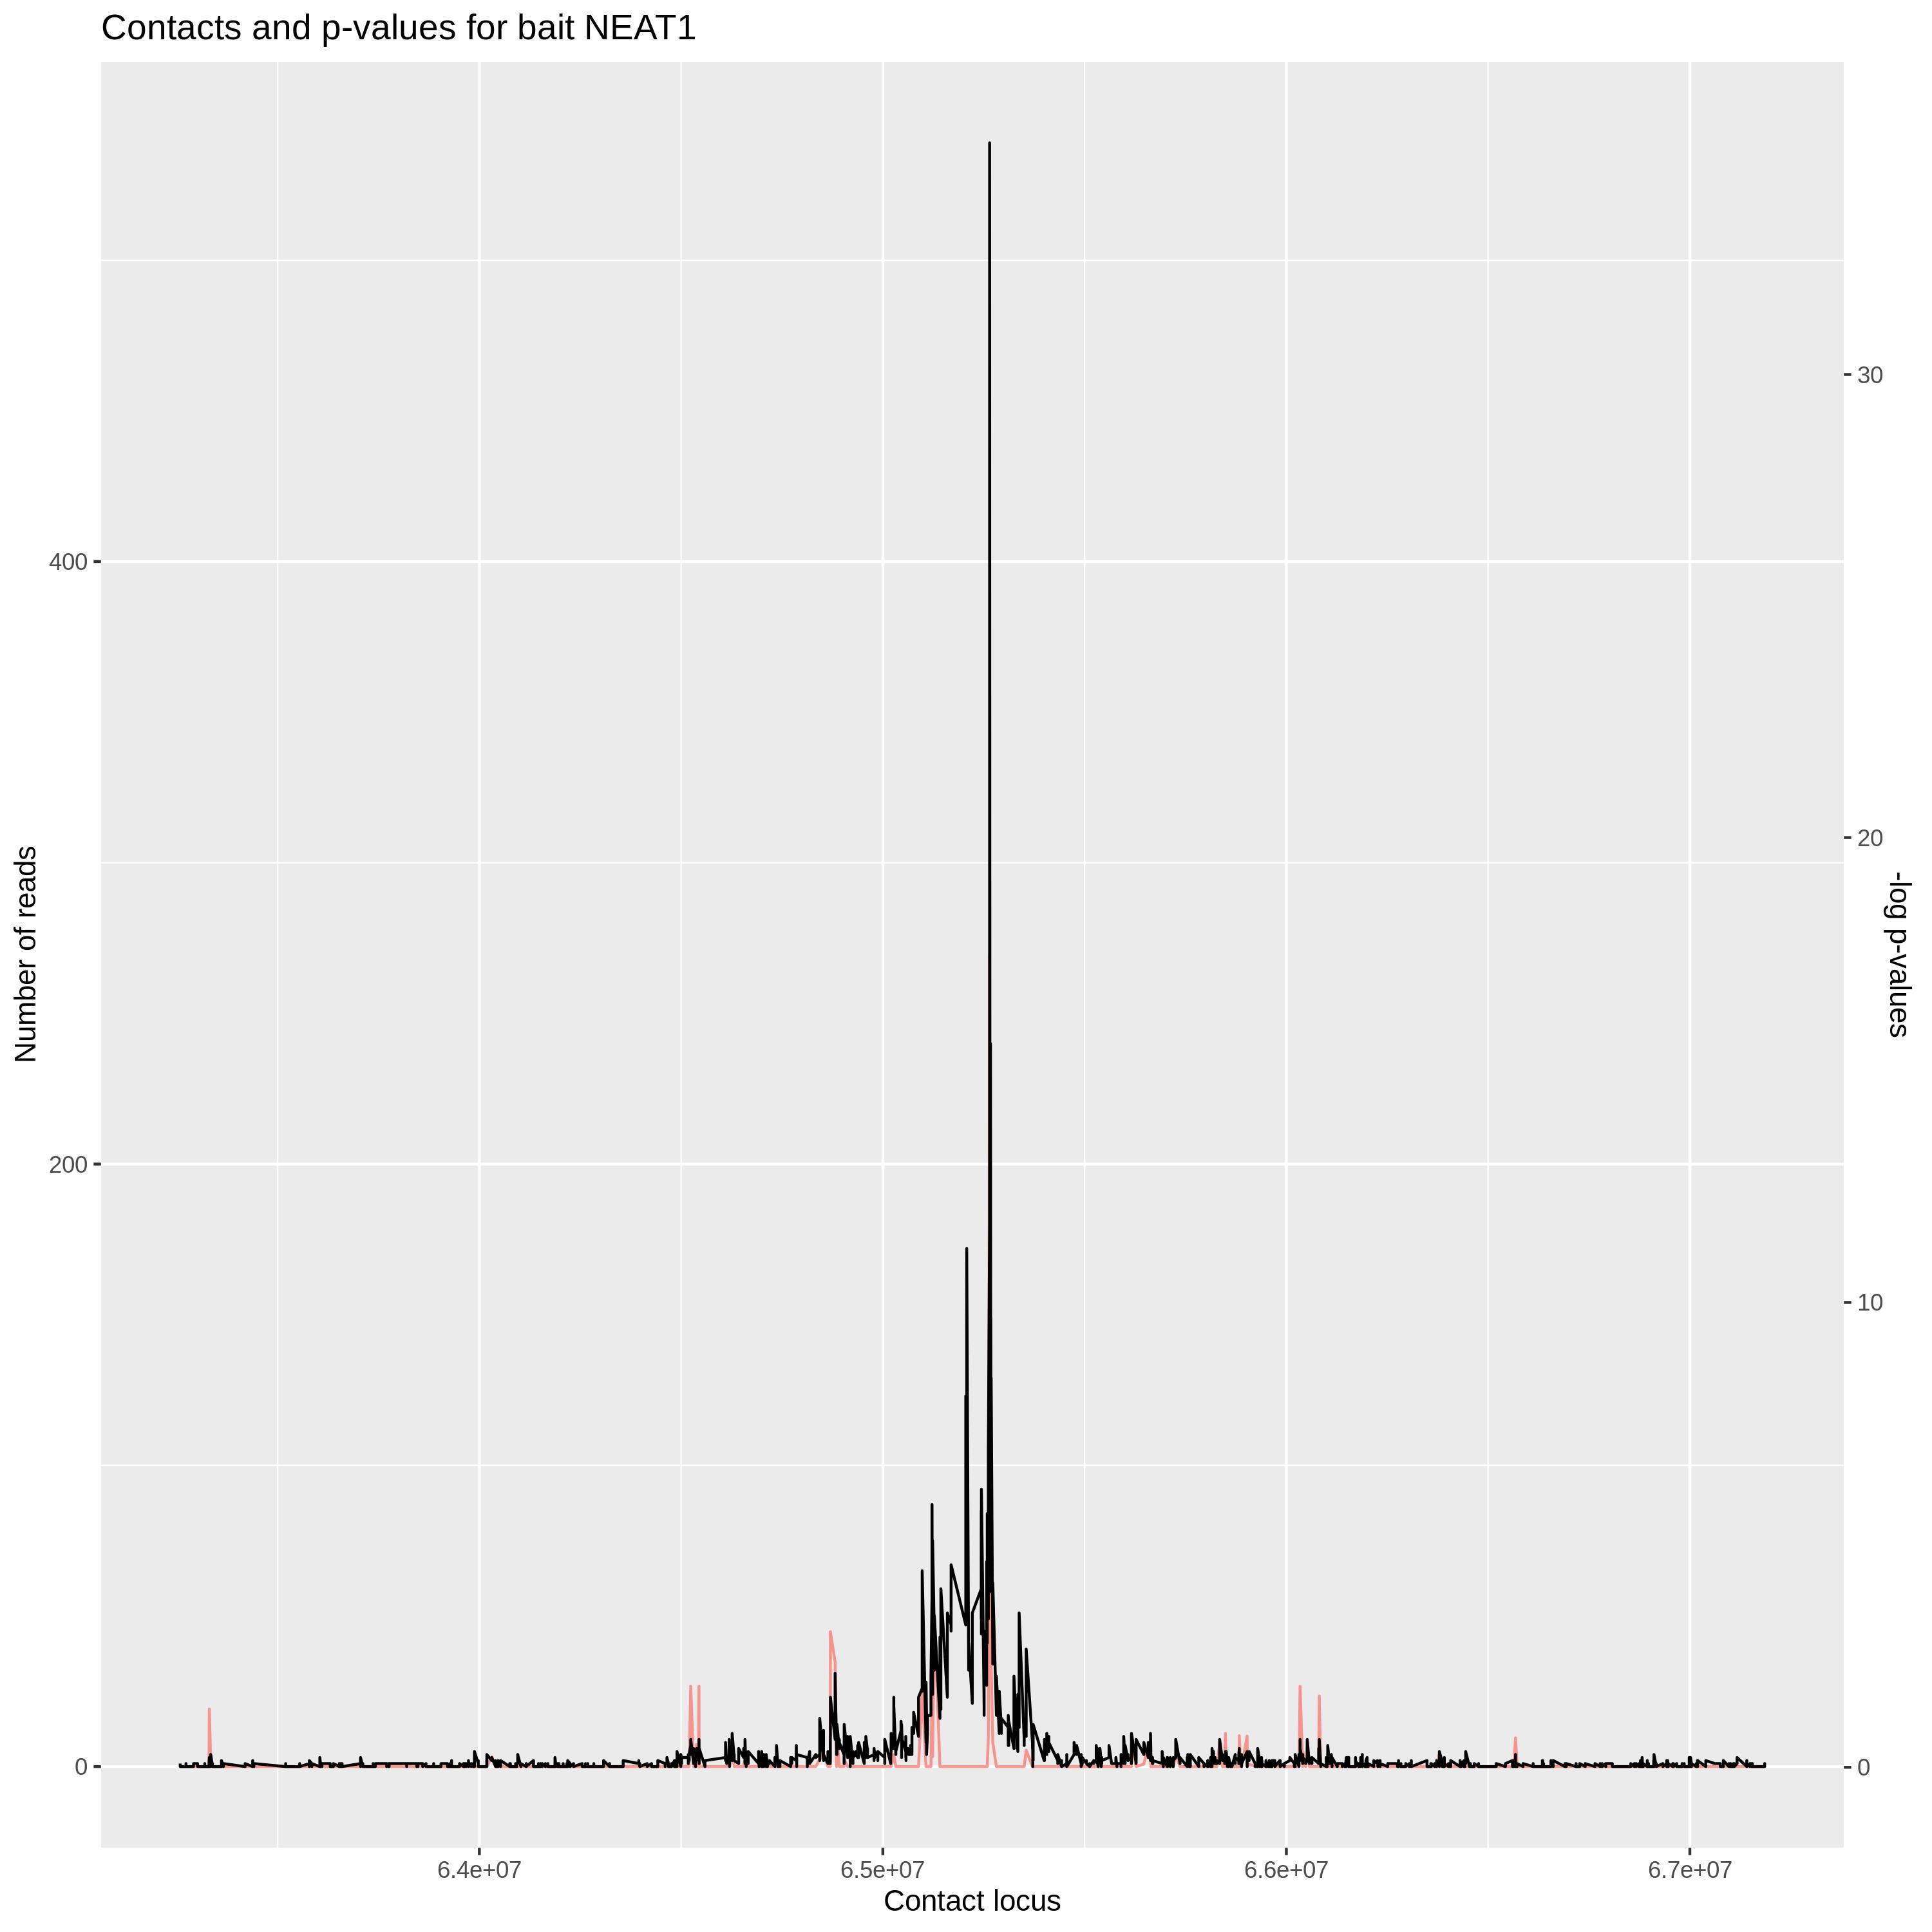 Contacts and p-values for bait NEAT1
Number of reads
400
200
0
30
20
10
0
-log p-values
6.4e+07
6.5e+07
6.6e+07
6.7e+07
Contact locus